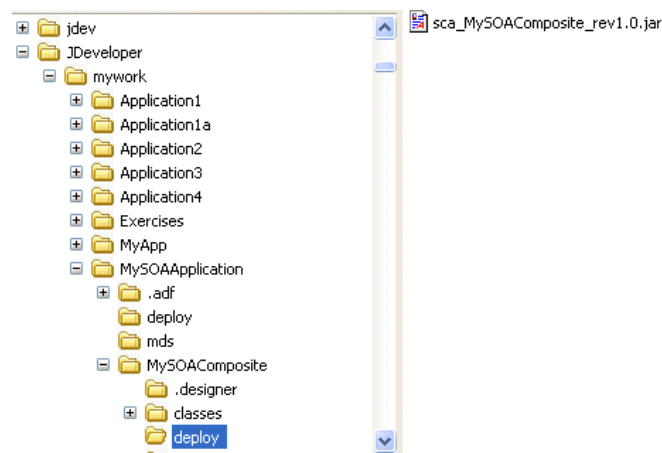 jdev
JDeveloper
mywork
Application1
Application1a
Application2
Application3
Application4
Exercises
MyApp
MySOAApplication
.adf
deploy
mds
MySOAComposite
.designer
classes
deploy
sca_MySOAComposite_rev1.0.jar